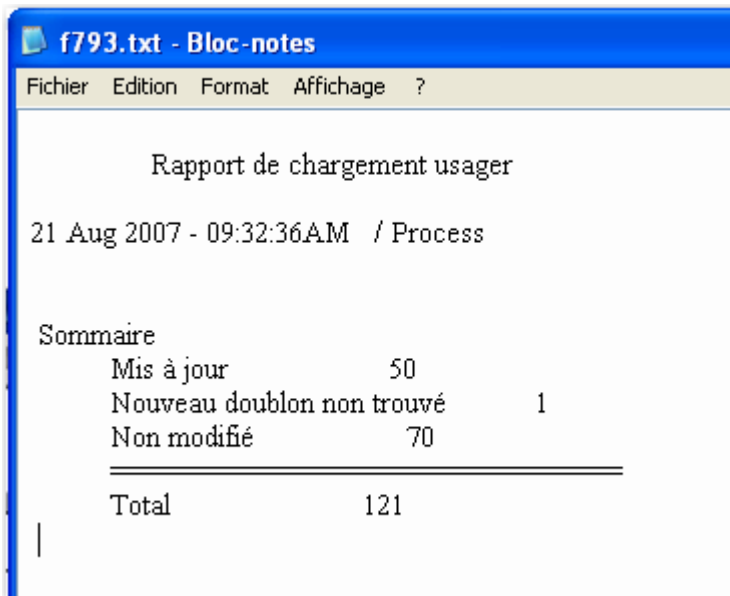 f793.txt - Bloc-notes
Fichier Edition Format Affichage ?
Rapport de chargement usager
21 Aug 2007 - 09:32:36AM / Process
Sommaire
Mis à jour 50
Nouveau doublon non trouvé 1
Non modifié 70
Total 121